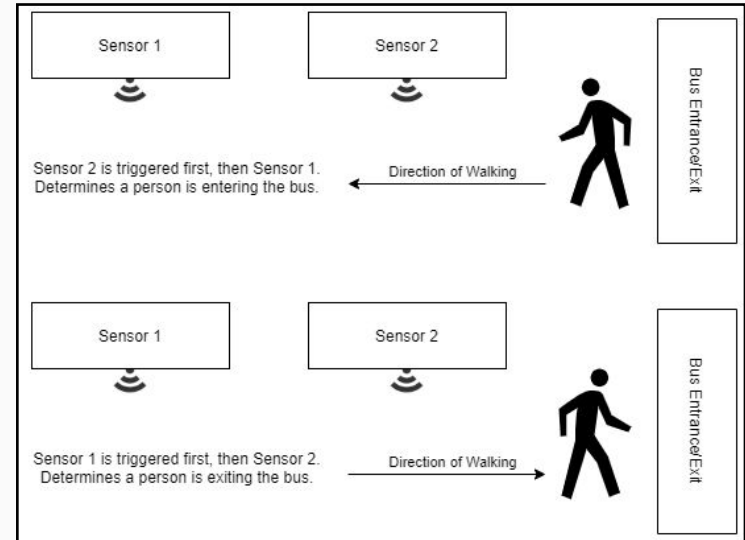 Sensor 1
Sensor 2
Bus Entrance/Exit
Sensor 2 is triggered first, then Sensor 1.
Determines a person is entering the bus.
Direction of Walking
Sensor 1
Sensor 2
Bus Entrance/Exit
Sensor 1 is triggered first, then Sensor 2.
Determines a person is exiting the bus.
Direction of Walking